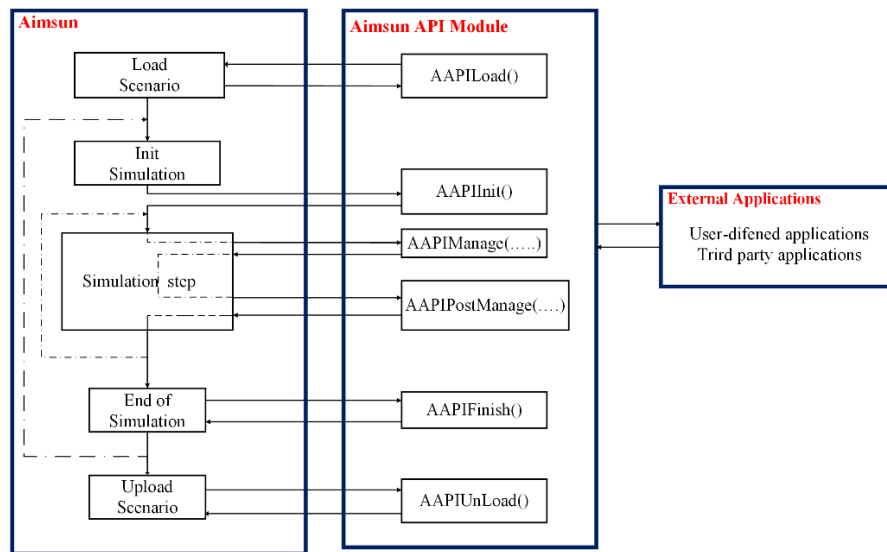 Aimsun
Load
Scenario
Init
Simulation
Simulation step
End of
Simulation
Upload
Scenario
Aimsun API Module
AAPILoad()
AAPIInit()
AAPIManage(.....)
AAPIPostManage(....)
AAPIFinish()
AAPIUnLoad()
External Applications
User-difened applications
Trird party applications